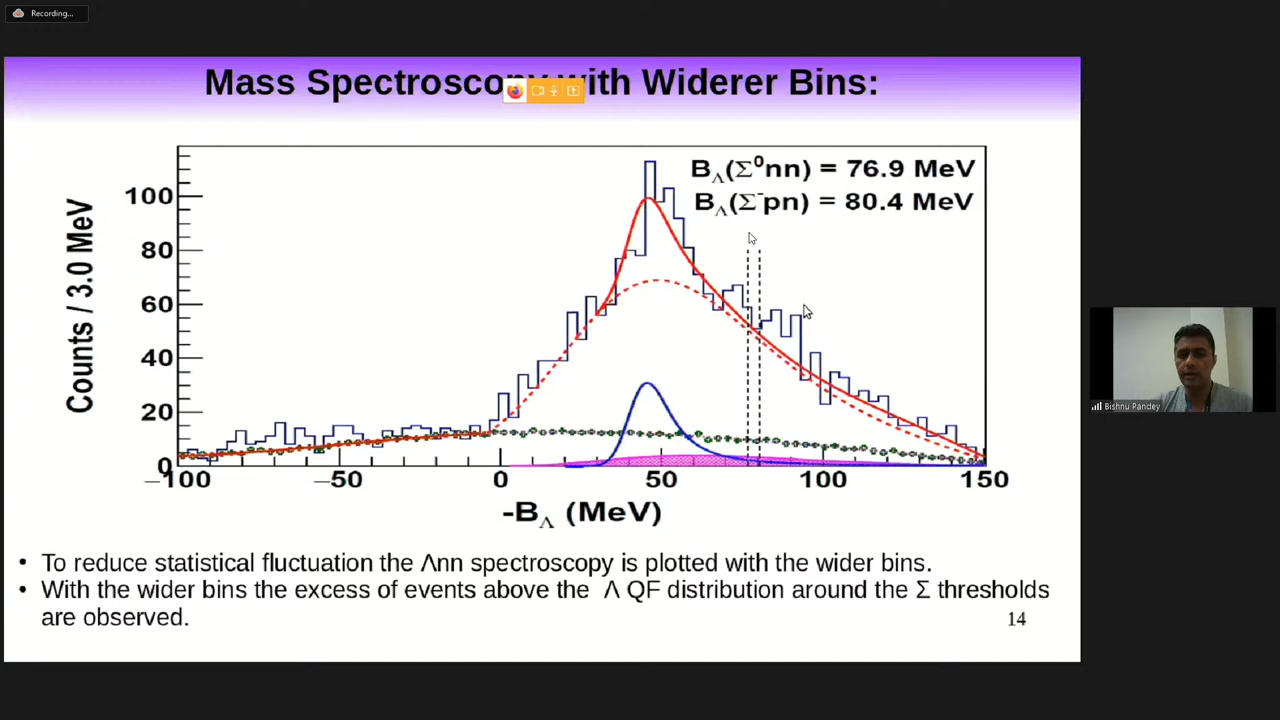 Recording...
Mass Spectroscopy with Widerer Bins:
B_Λ(Σ⁰nn) = 76.9 MeV
B_Λ(Σ⁻pn) = 80.4 MeV
Counts / 3.0 MeV
100
80
60
40
20
0
−100 −50 0 50 100 150
-B_Λ (MeV)
• To reduce statistical fluctuation the Λnn spectroscopy is plotted with the wider bins.
• With the wider bins the excess of events above the Λ QF distribution around the Σ thresholds
are observed.
14
Bishnu Pandey